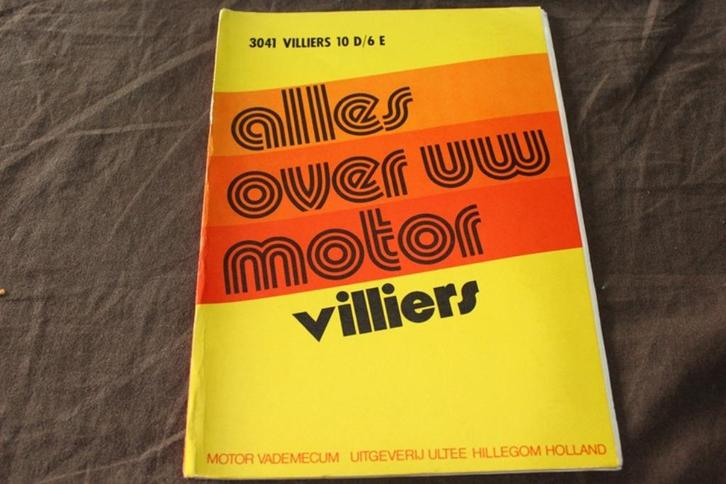 3041 VILLIERS 10 D/6 E
alles
over uw
motor
villiers
MOTOR VADEMECUM UITGEVERIJ ULTEE HILLEGOM HOLLAND